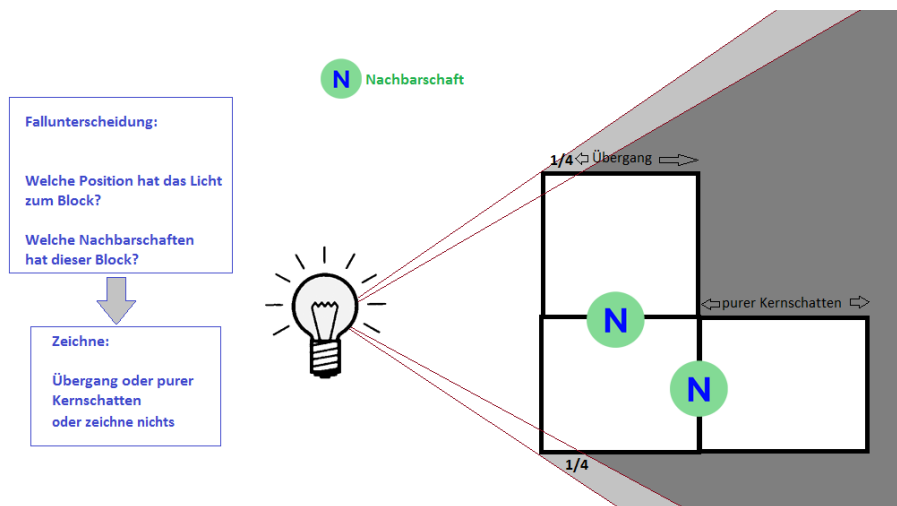 N Nachbarschaft
Fallunterscheidung:
Welche Position hat das Licht
zum Block?
Welche Nachbarschaften
hat dieser Block?
Zeichne:
Übergang oder purer
Kernschatten
oder zeichne nichts
1/4 Übergang
purer Kernschatten
N
N
1/4